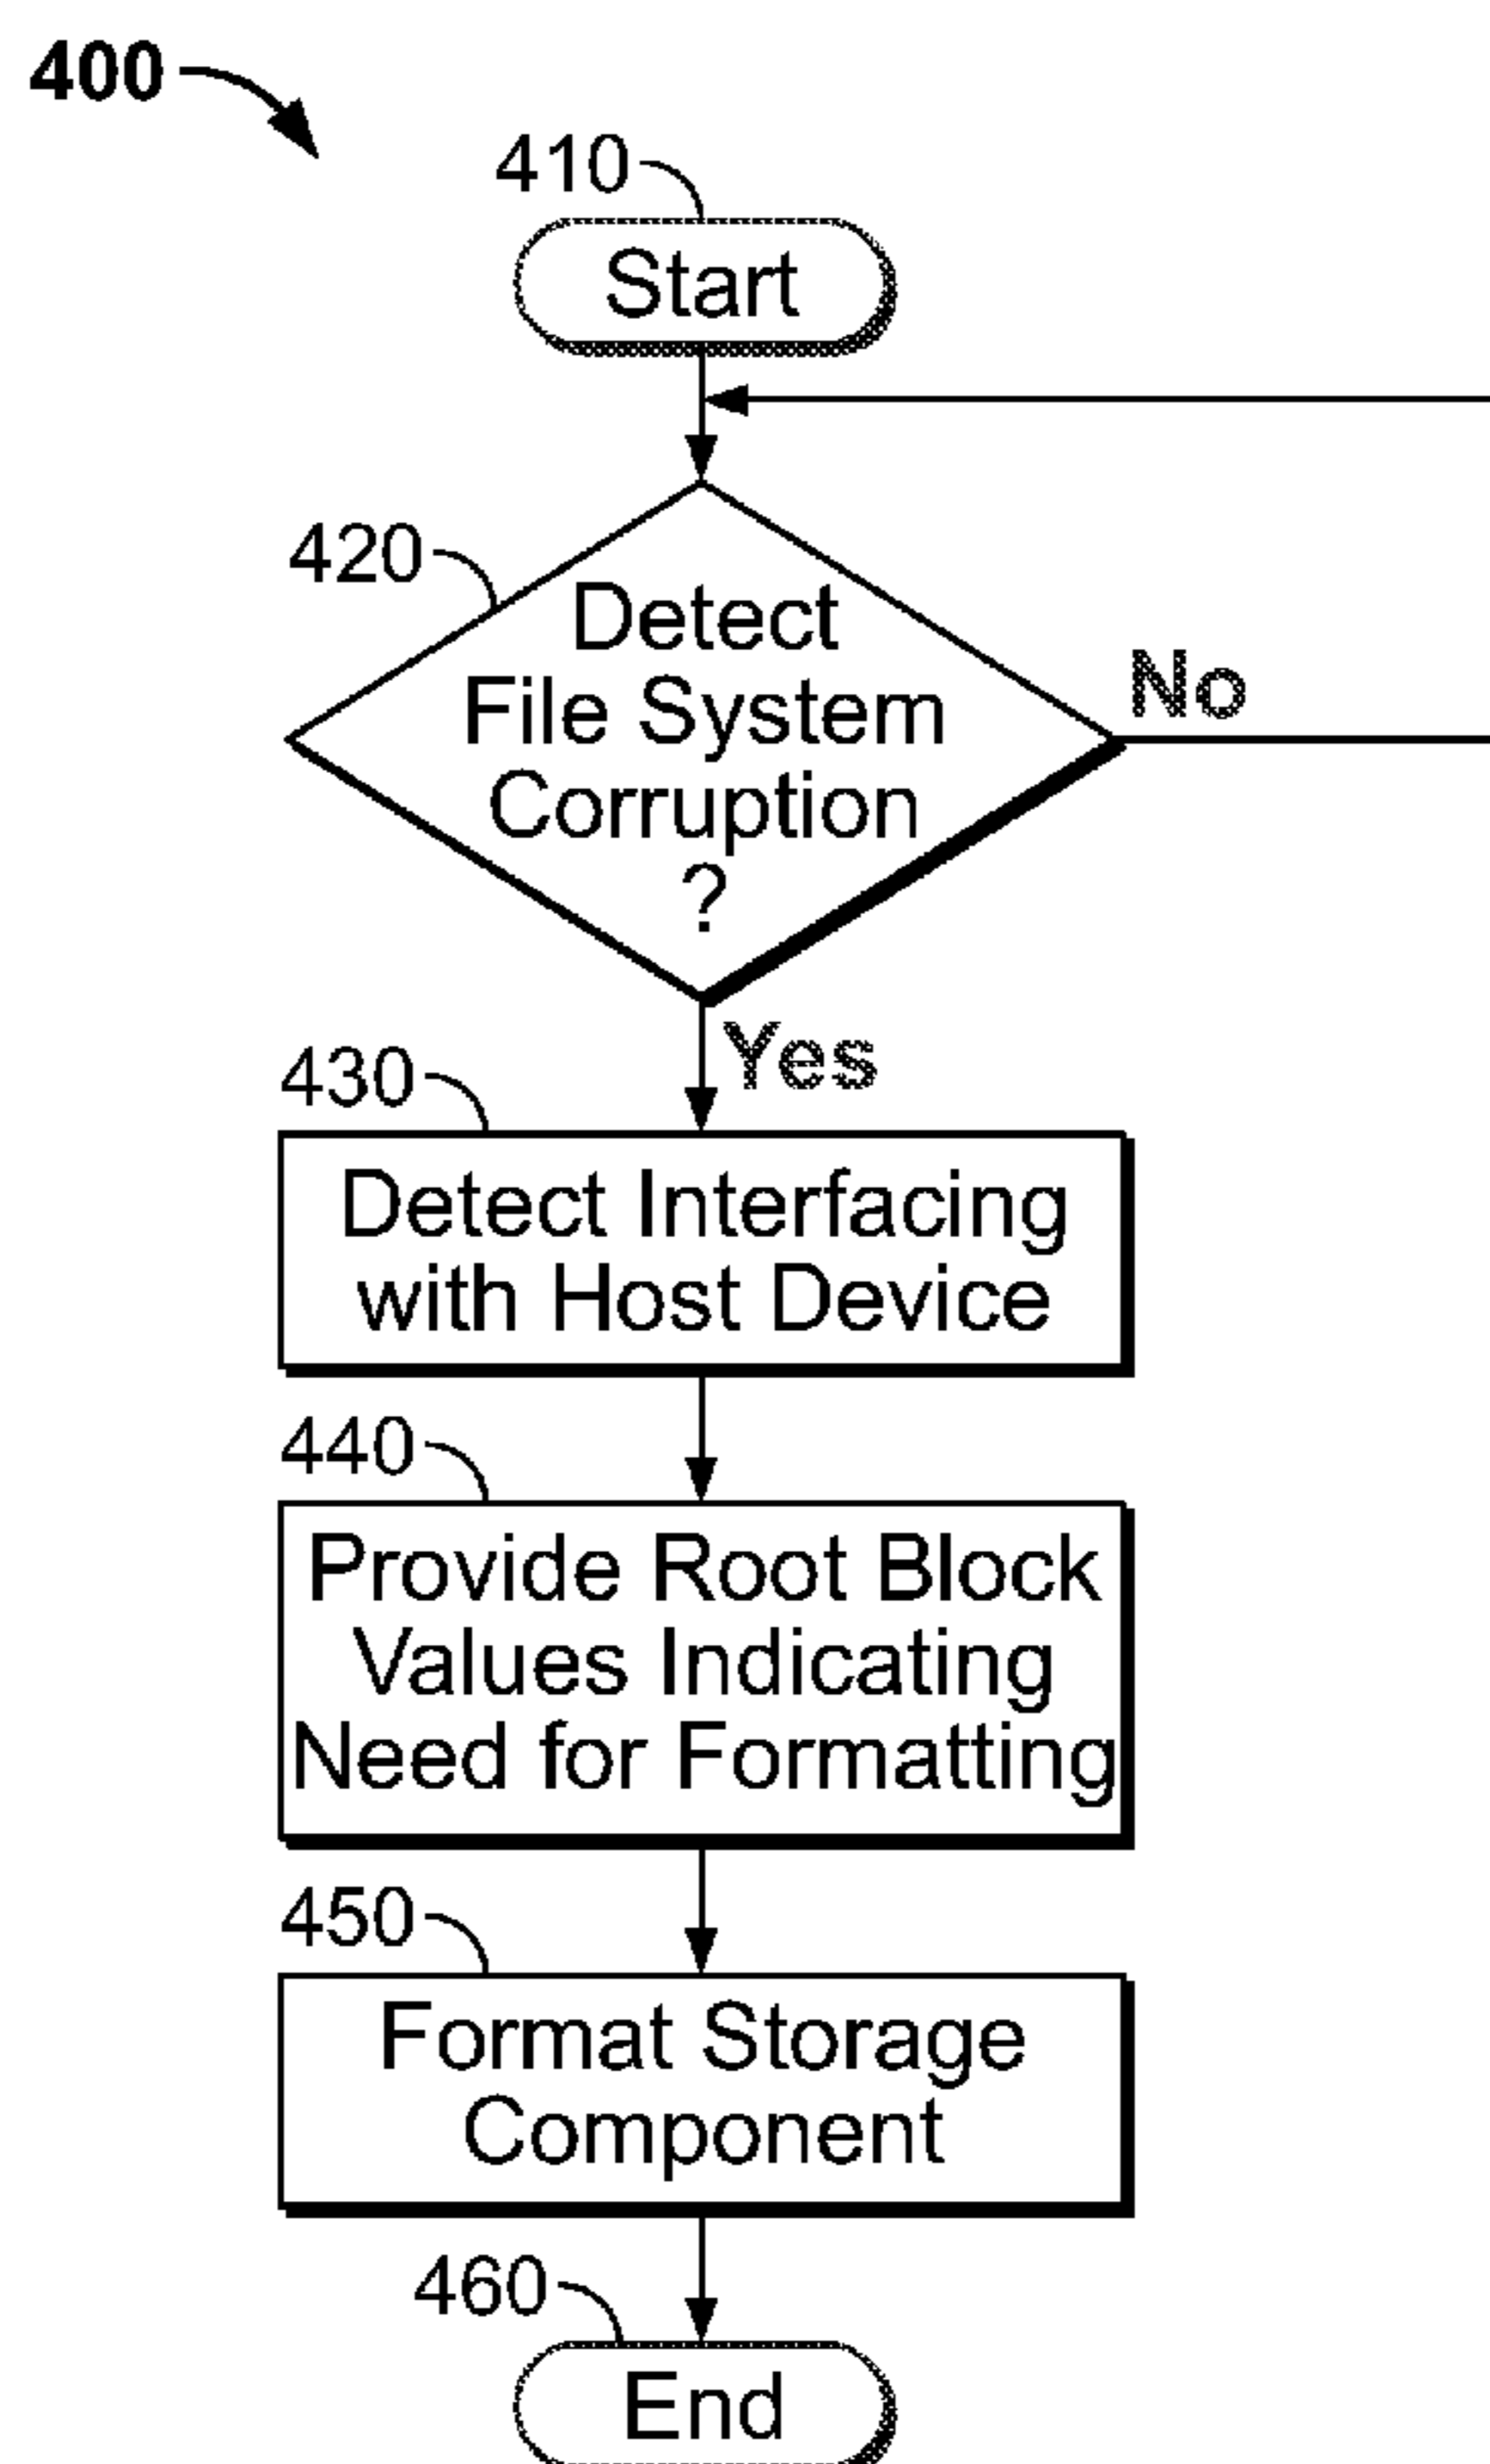 400
410
Start
420
Detect
File System
Corruption
?
No
Yes
430
Detect Interfacing
with Host Device
440
Provide Root Block
Values Indicating
Need for Formatting
450
Format Storage
Component
460
End